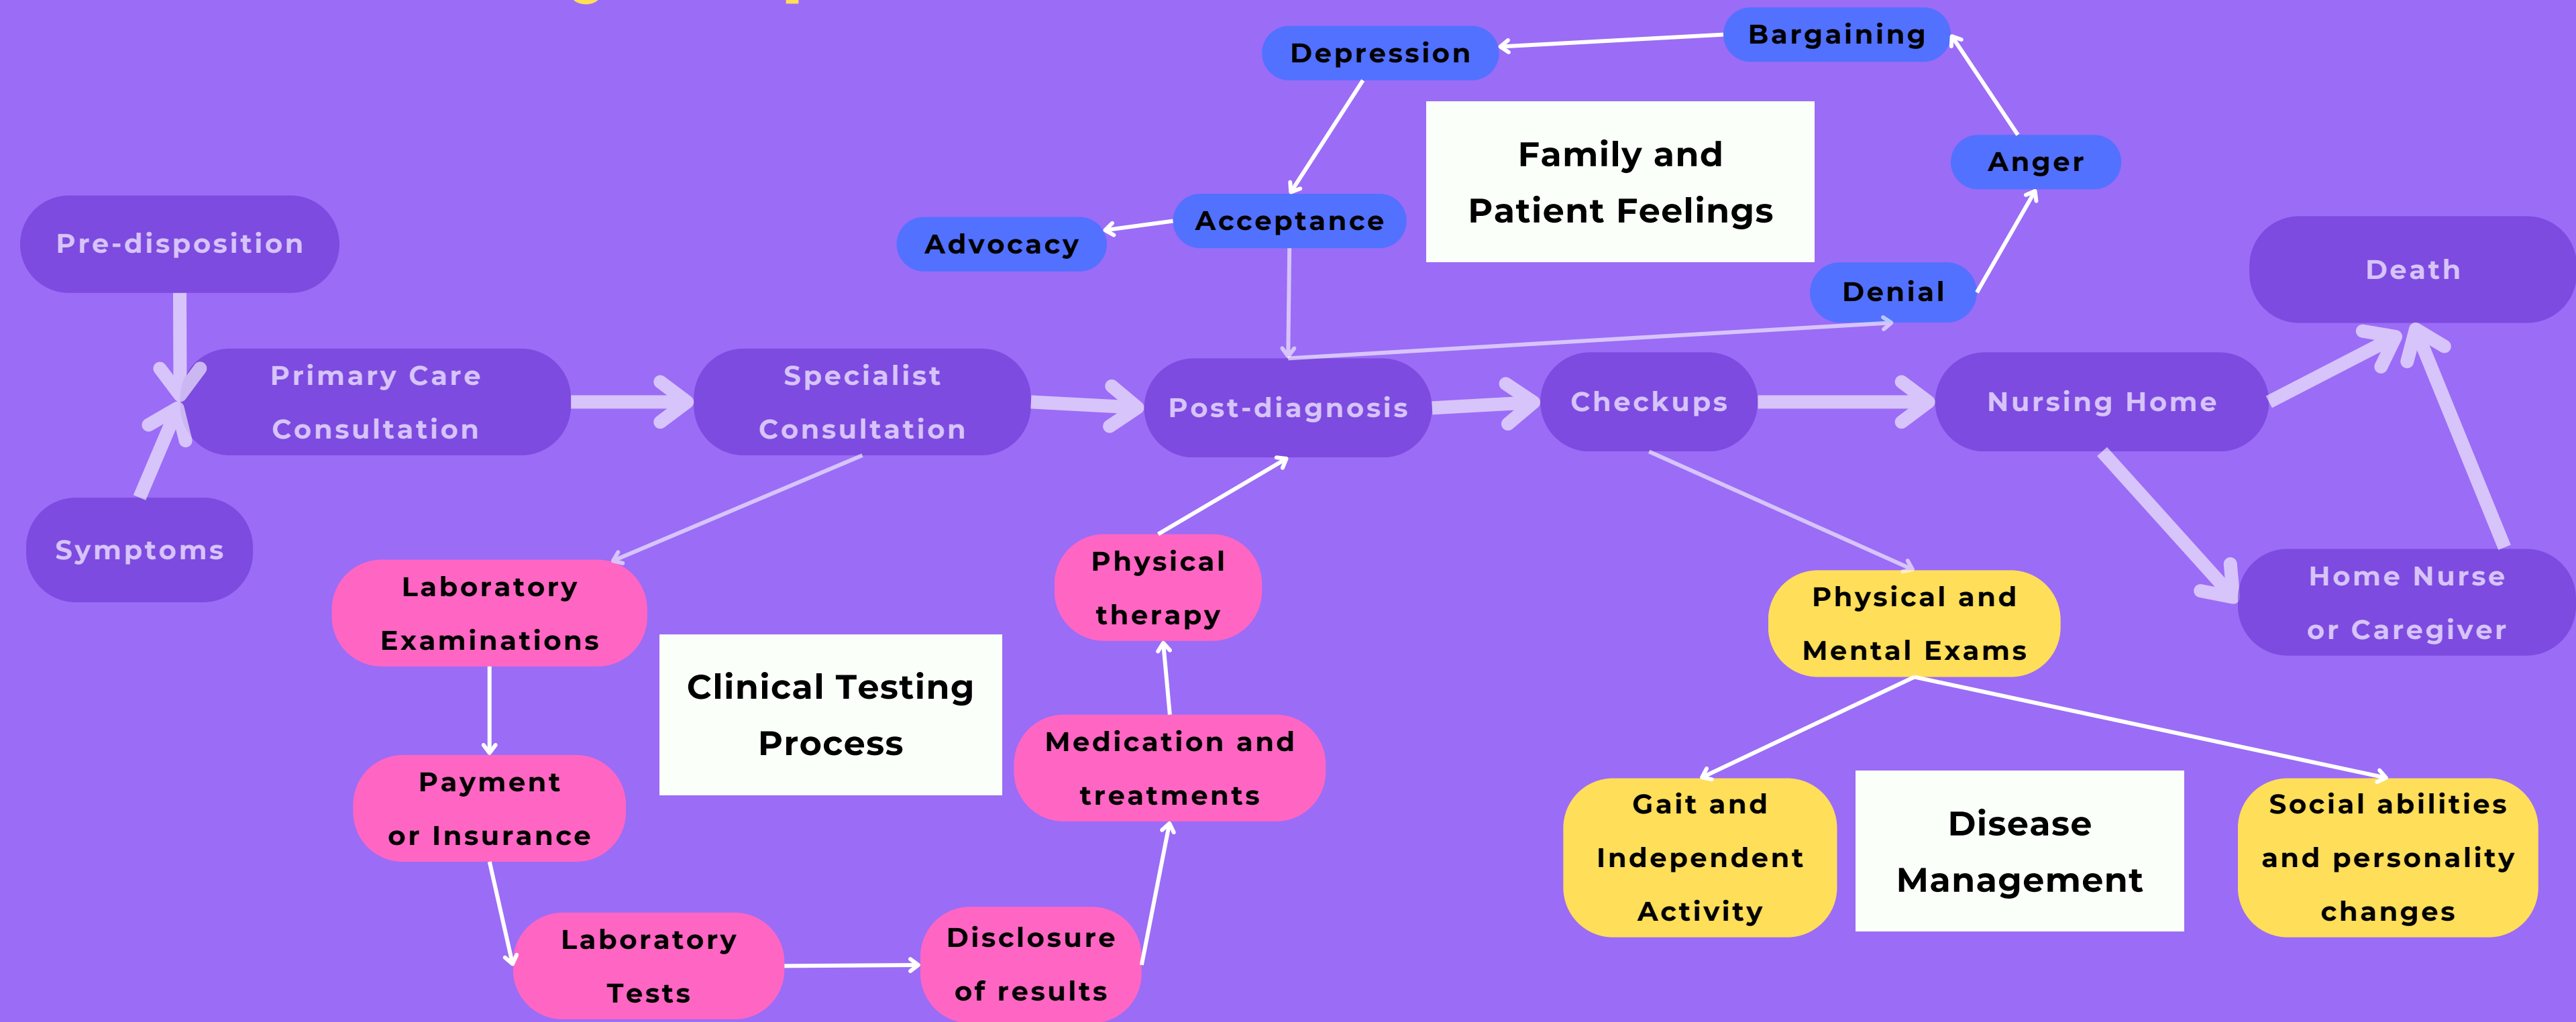 Depression
Bargaining
Family and
Patient Feelings
Anger
Acceptance
Advocacy
Denial
Pre-disposition
Death
Primary Care
Consultation
Specialist
Consultation
Post-diagnosis
Checkups
Nursing Home
Symptoms
Home Nurse
or Caregiver
Laboratory
Examinations
Clinical Testing
Process
Physical
therapy
Physical and
Mental Exams
Payment
or Insurance
Medication and
treatments
Gait and
Independent
Activity
Disease
Management
Social abilities
and personality
changes
Laboratory
Tests
Disclosure
of results